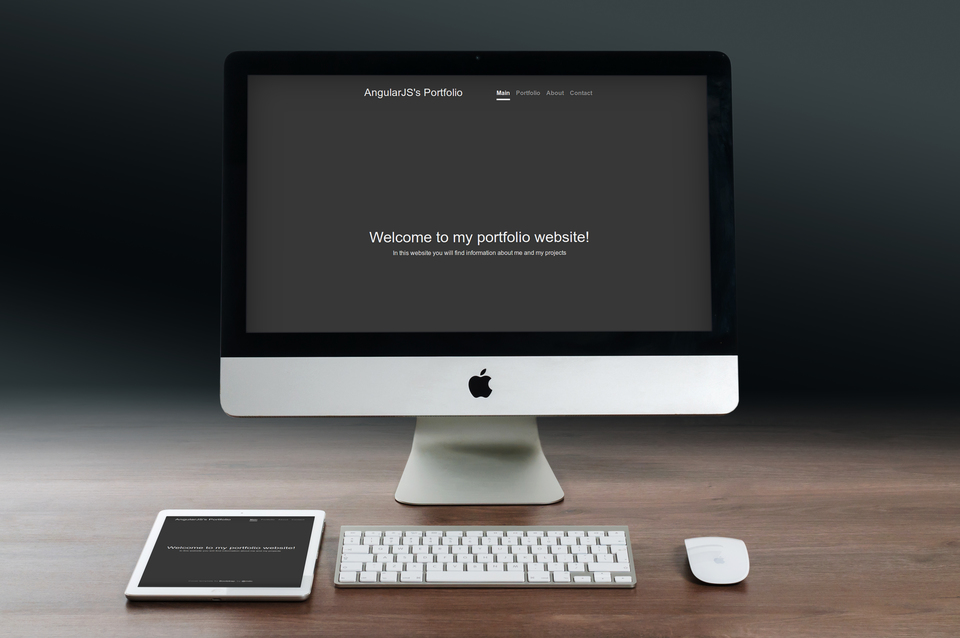 AngularJS's Portfolio
Main Portfolio About Contact
Welcome to my portfolio website!
In this website you will find information about me and my projects
AngularJS's Portfolio
Welcome to my portfolio website!